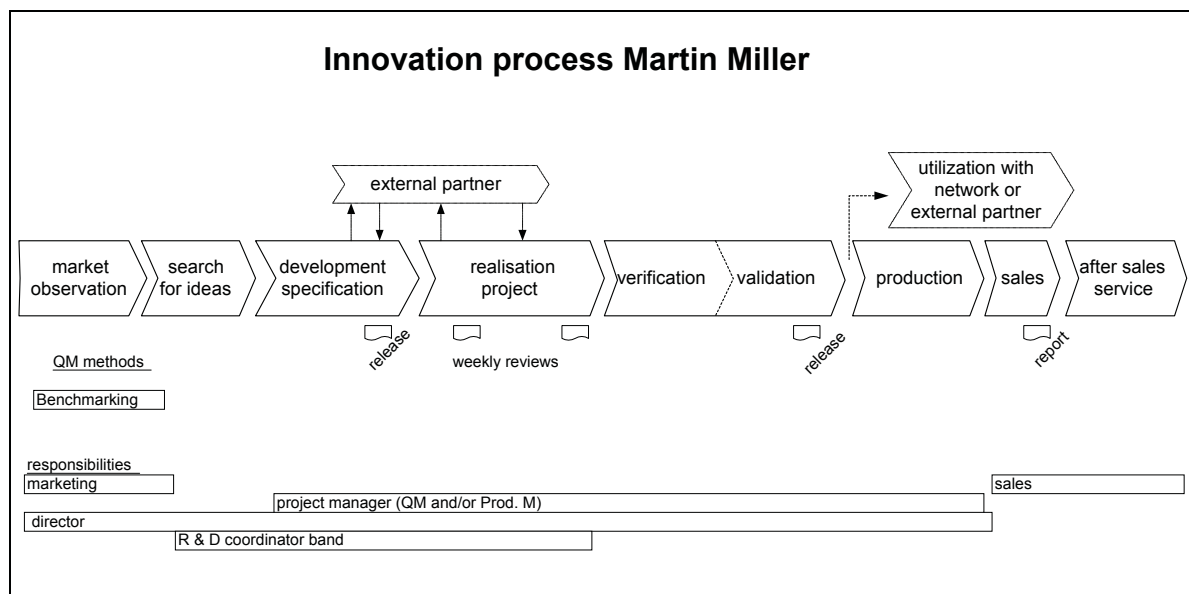 Innovation process Martin Miller
external partner
utilization with
network or
external partner
market
observation
search
for ideas
development
specification
realisation
project
verification
validation
production
sales
after sales
service
release
weekly reviews
release
report
QM methods
Benchmarking
responsibilities
marketing
sales
project manager (QM and/or Prod. M)
director
R & D coordinator band